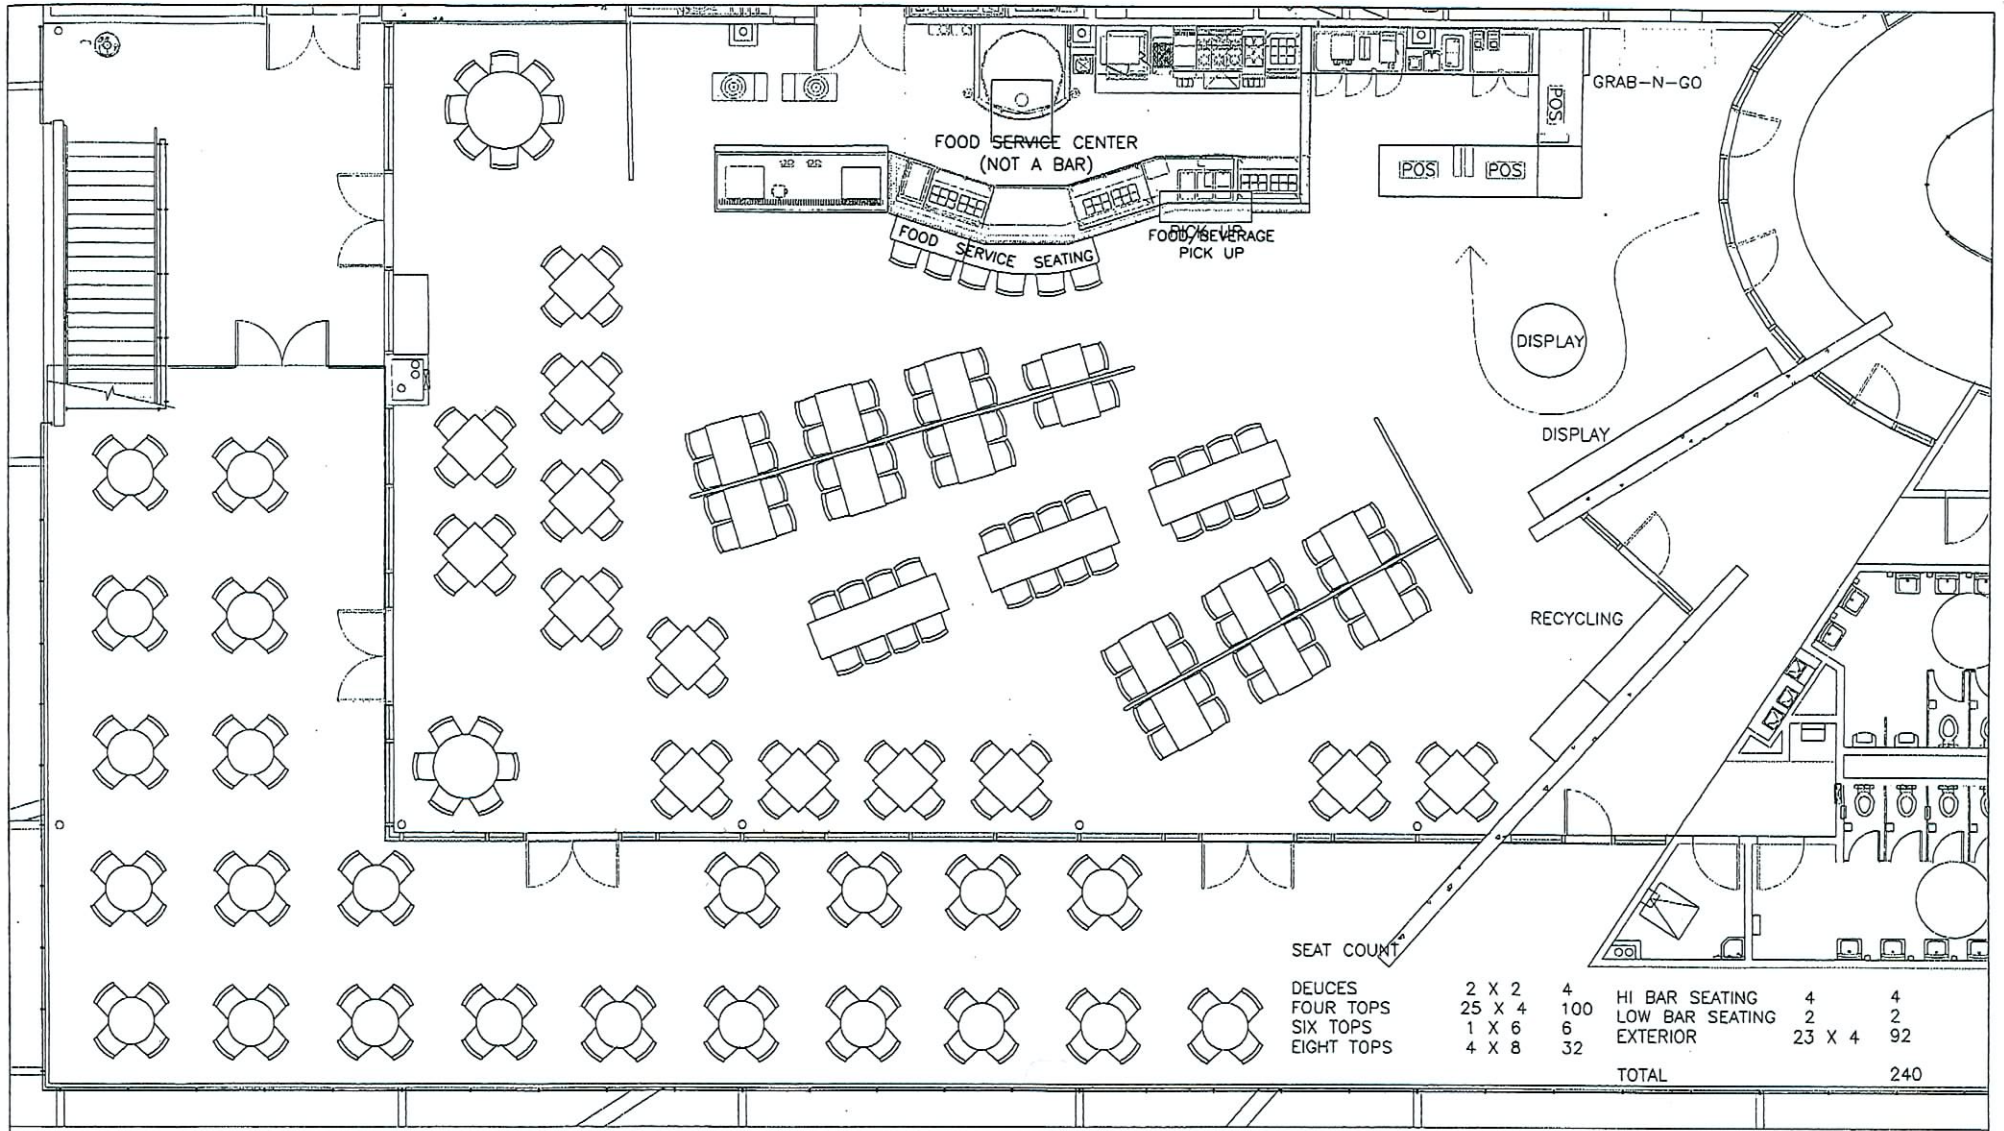 GRAB-N-GO
POS
FOOD SERVICE CENTER
(NOT A BAR)
POS
POS
FOOD SERVICE SEATING
PICK UP
FOOD/BEVERAGE
PICK UP
DISPLAY
DISPLAY
RECYCLING
SEAT COUNT
DEUCES 2 X 2 4
FOUR TOPS 25 X 4 100
SIX TOPS 1 X 6 6
EIGHT TOPS 4 X 8 32
HI BAR SEATING 4 4
LOW BAR SEATING 2 2
EXTERIOR 23 X 4 92
TOTAL 240